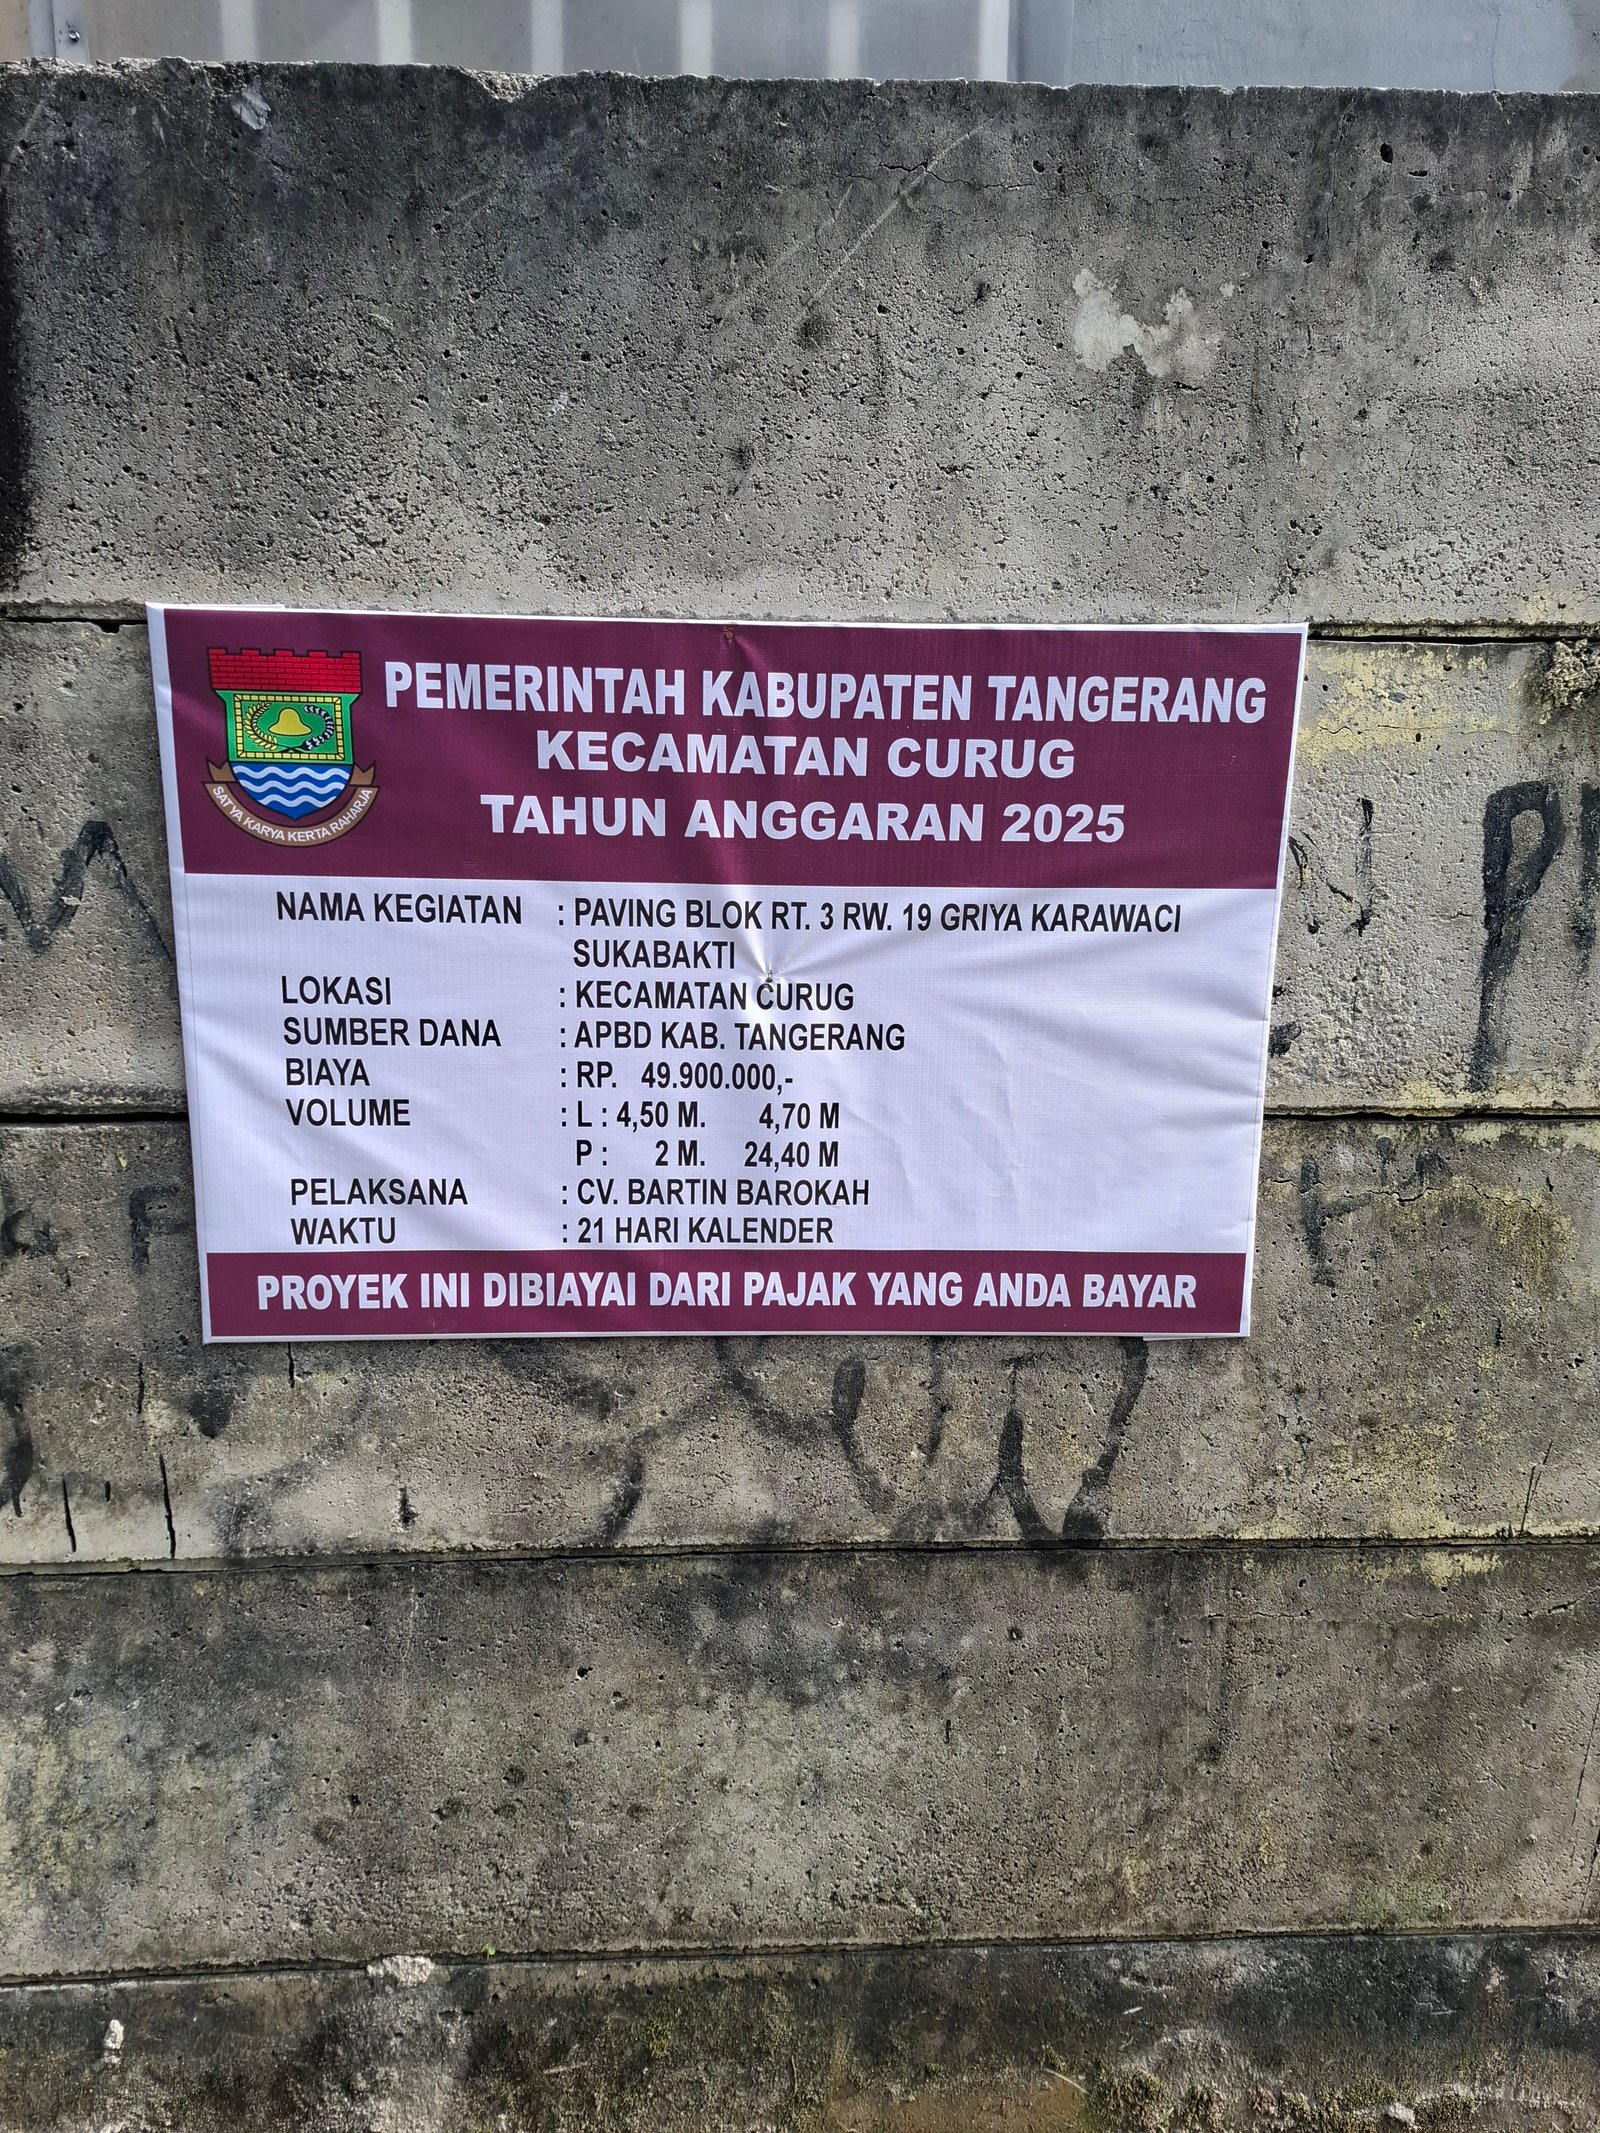 PEMERINTAH KABUPATEN TANGERANG
KECAMATAN CURUG
TAHUN ANGGARAN 2025
SATYA KARYA KERTA RAHARJA
NAMA KEGIATAN : PAVING BLOK RT. 3 RW. 19 GRIYA KARAWACI
SUKABAKTI
LOKASI : KECAMATAN CURUG
SUMBER DANA : APBD KAB. TANGERANG
BIAYA : RP. 49.900.000,-
VOLUME : L : 4,50 M. 4,70 M
P : 2 M. 24,40 M
PELAKSANA : CV. BARTIN BAROKAH
WAKTU : 21 HARI KALENDER
PROYEK INI DIBIAYAI DARI PAJAK YANG ANDA BAYAR